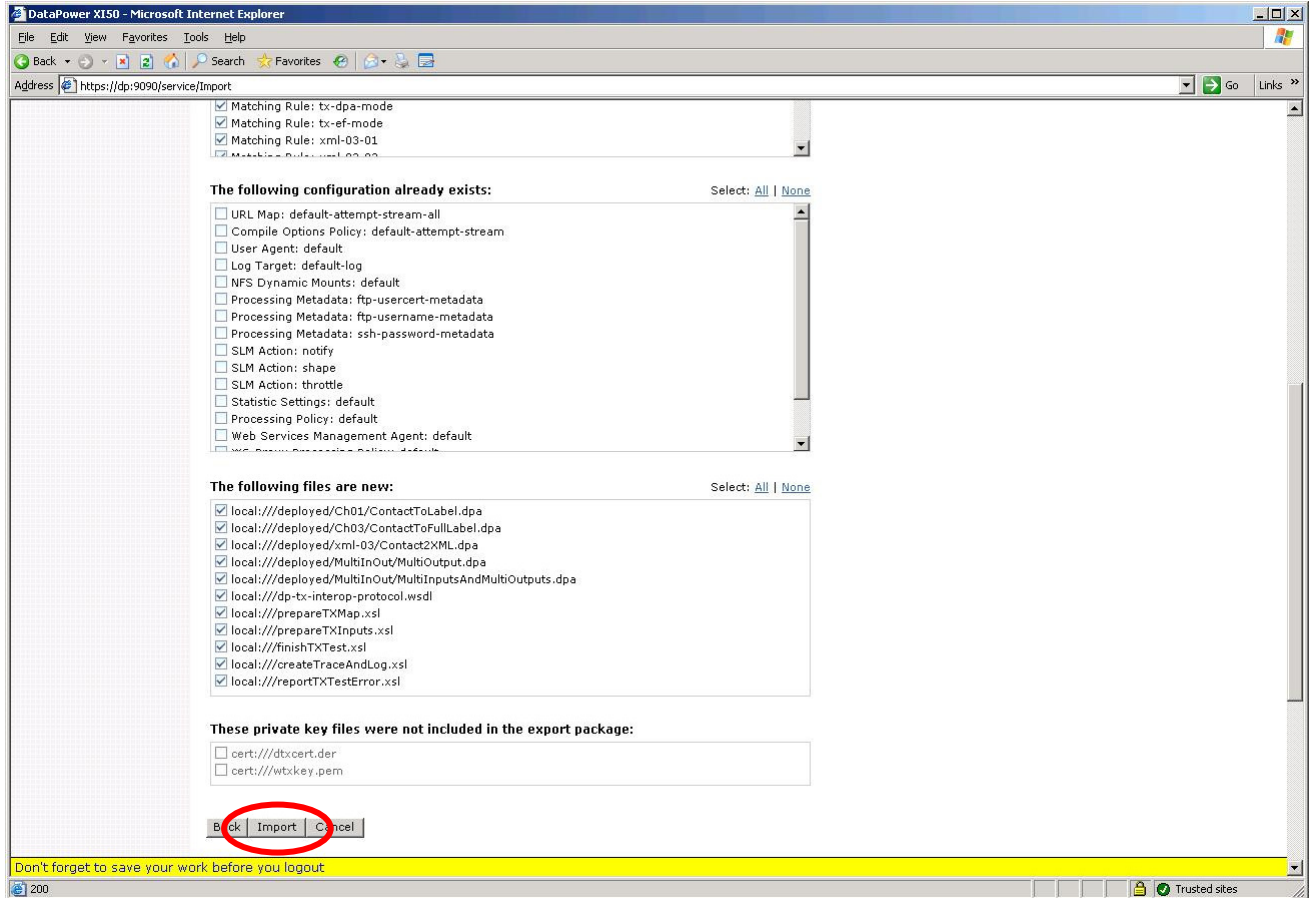 DataPower XI50 - Microsoft Internet Explorer
File Edit View Favorites Tools Help
Back Search Favorites
Address https://dp:9090/service/Import Go Links »
Matching Rule: tx-dpa-mode
Matching Rule: tx-ef-mode
Matching Rule: xml-03-01
The following configuration already exists: Select: All | None
URL Map: default-attempt-stream-all
Compile Options Policy: default-attempt-stream
User Agent: default
Log Target: default-log
NFS Dynamic Mounts: default
Processing Metadata: ftp-usercert-metadata
Processing Metadata: ftp-username-metadata
Processing Metadata: ssh-password-metadata
SLM Action: notify
SLM Action: shape
SLM Action: throttle
Statistic Settings: default
Processing Policy: default
Web Services Management Agent: default
The following files are new: Select: All | None
local:///deployed/Ch01/ContactToLabel.dpa
local:///deployed/Ch03/ContactToFullLabel.dpa
local:///deployed/xml-03/Contact2XML.dpa
local:///deployed/MultiInOut/MultiOutput.dpa
local:///deployed/MultiInOut/MultiInputsAndMultiOutputs.dpa
local:///dp-tx-interop-protocol.wsdl
local:///prepareTXMap.xsl
local:///prepareTXInputs.xsl
local:///finishTXTest.xsl
local:///createTraceAndLog.xsl
local:///reportTXTestError.xsl
These private key files were not included in the export package:
cert:///dtxcert.der
cert:///wtxkey.pem
Back Import Cancel
Don't forget to save your work before you logout
200 Trusted sites